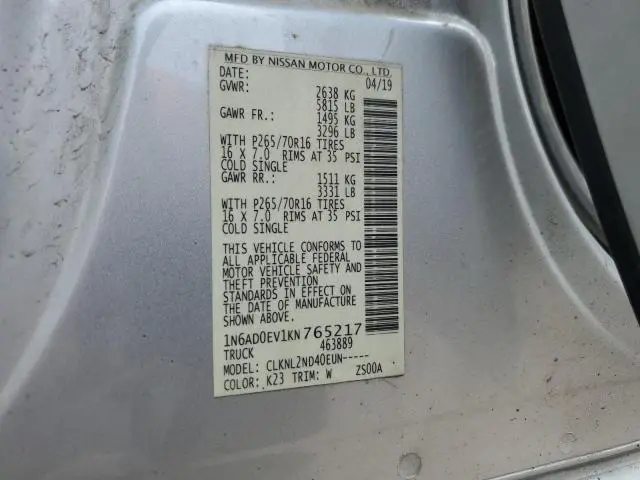 MFD BY NISSAN MOTOR CO., LTD.
DATE: 04/19
GVWR: 2638 KG
5815 LB
GAWR FR.: 1495 KG
3296 LB
WITH P265/70R16 TIRES
16 X 7.0 RIMS AT 35 PSI
COLD SINGLE
GAWR RR.: 1511 KG
3331 LB
WITH P265/70R16 TIRES
16 X 7.0 RIMS AT 35 PSI
COLD SINGLE
THIS VEHICLE CONFORMS TO
ALL APPLICABLE FEDERAL
MOTOR VEHICLE SAFETY AND
THEFT PREVENTION
STANDARDS IN EFFECT ON
THE DATE OF MANUFACTURE
SHOWN ABOVE.
1N6AD0EV1KN765217
TRUCK 463889
MODEL: CLKNL2ND40EUN-----
COLOR: K23 TRIM: W ZS00A